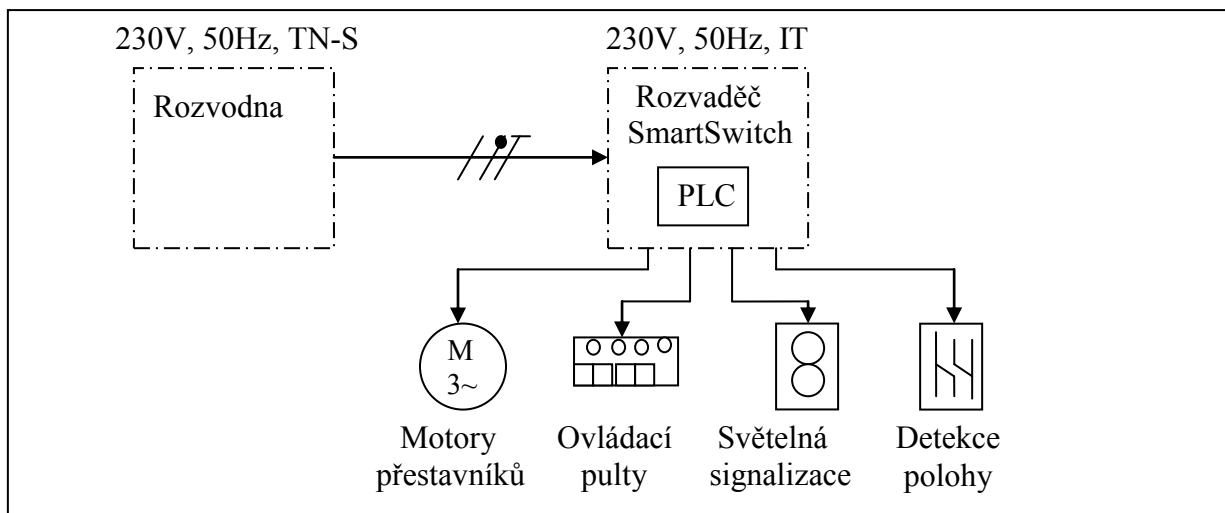 230V, 50Hz, TN-S
230V, 50Hz, IT
Rozvodna
Rozvaděč
SmartSwitch
PLC
M
3~
Motory
přestavníků
Ovládací
pulty
Světelná
signalizace
Detekce
polohy